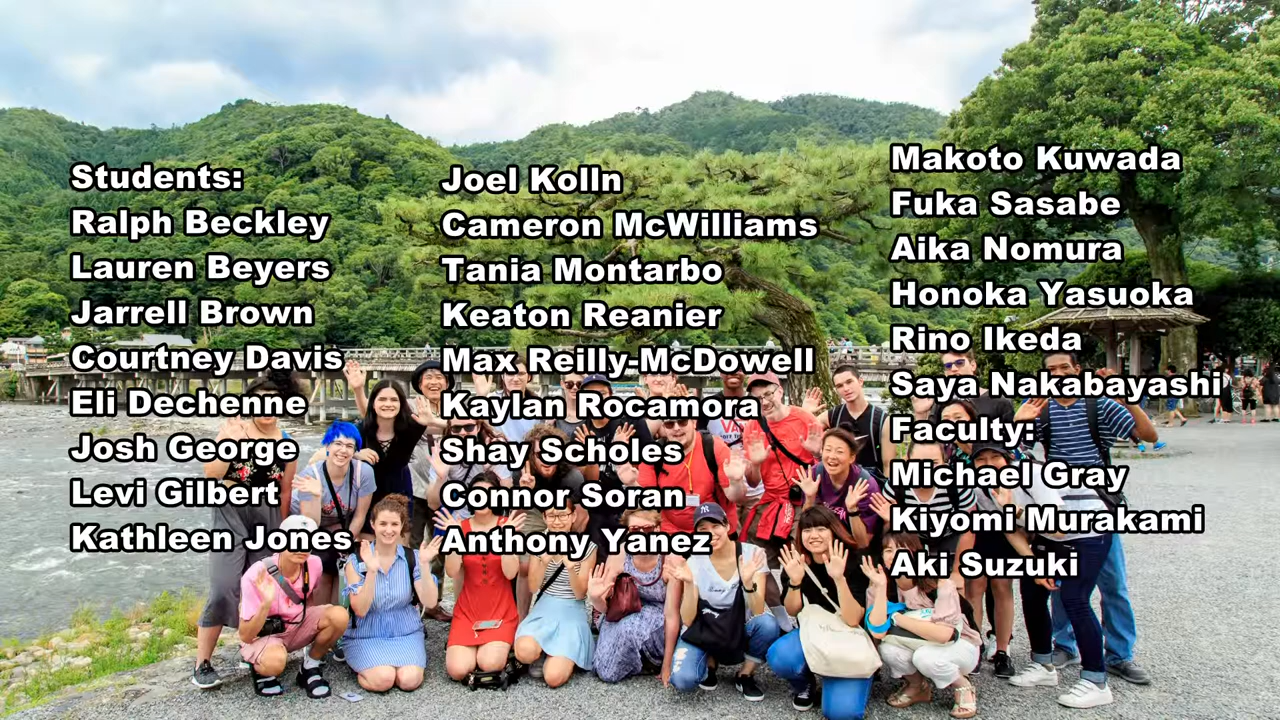 Students:
Ralph Beckley
Lauren Beyers
Jarrell Brown
Courtney Davis
Eli Dechenne
Josh George
Levi Gilbert
Kathleen Jones
Joel Kolln
Cameron McWilliams
Tania Montarbo
Keaton Reanier
Max Reilly-McDowell
Kaylan Rocamora
Shay Scholes
Connor Soran
Anthony Yanez
Makoto Kuwada
Fuka Sasabe
Aika Nomura
Honoka Yasuoka
Rino Ikeda
Saya Nakabayashi
Faculty:
Michael Gray
Kiyomi Murakami
Aki Suzuki